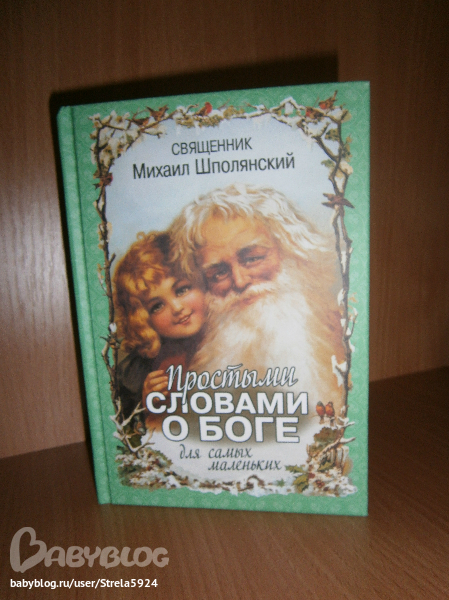 СВЯЩЕННИК
Михаил Шполянский
Простыми
СЛОВАМИ
О БОГЕ
для самых
маленьких
BABYBLOG
babyblog.ru/user/Strela5924